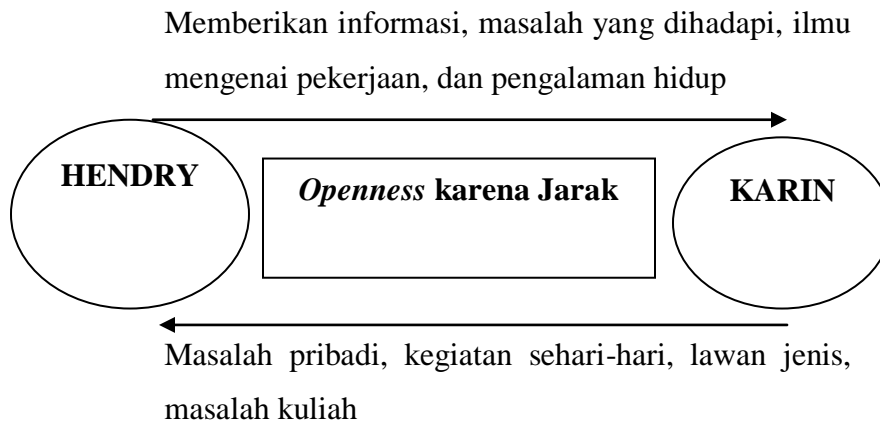 Memberikan informasi, masalah yang dihadapi, ilmu
mengenai pekerjaan, dan pengalaman hidup
HENDRY
Openness karena Jarak
KARIN
Masalah pribadi, kegiatan sehari-hari, lawan jenis,
masalah kuliah